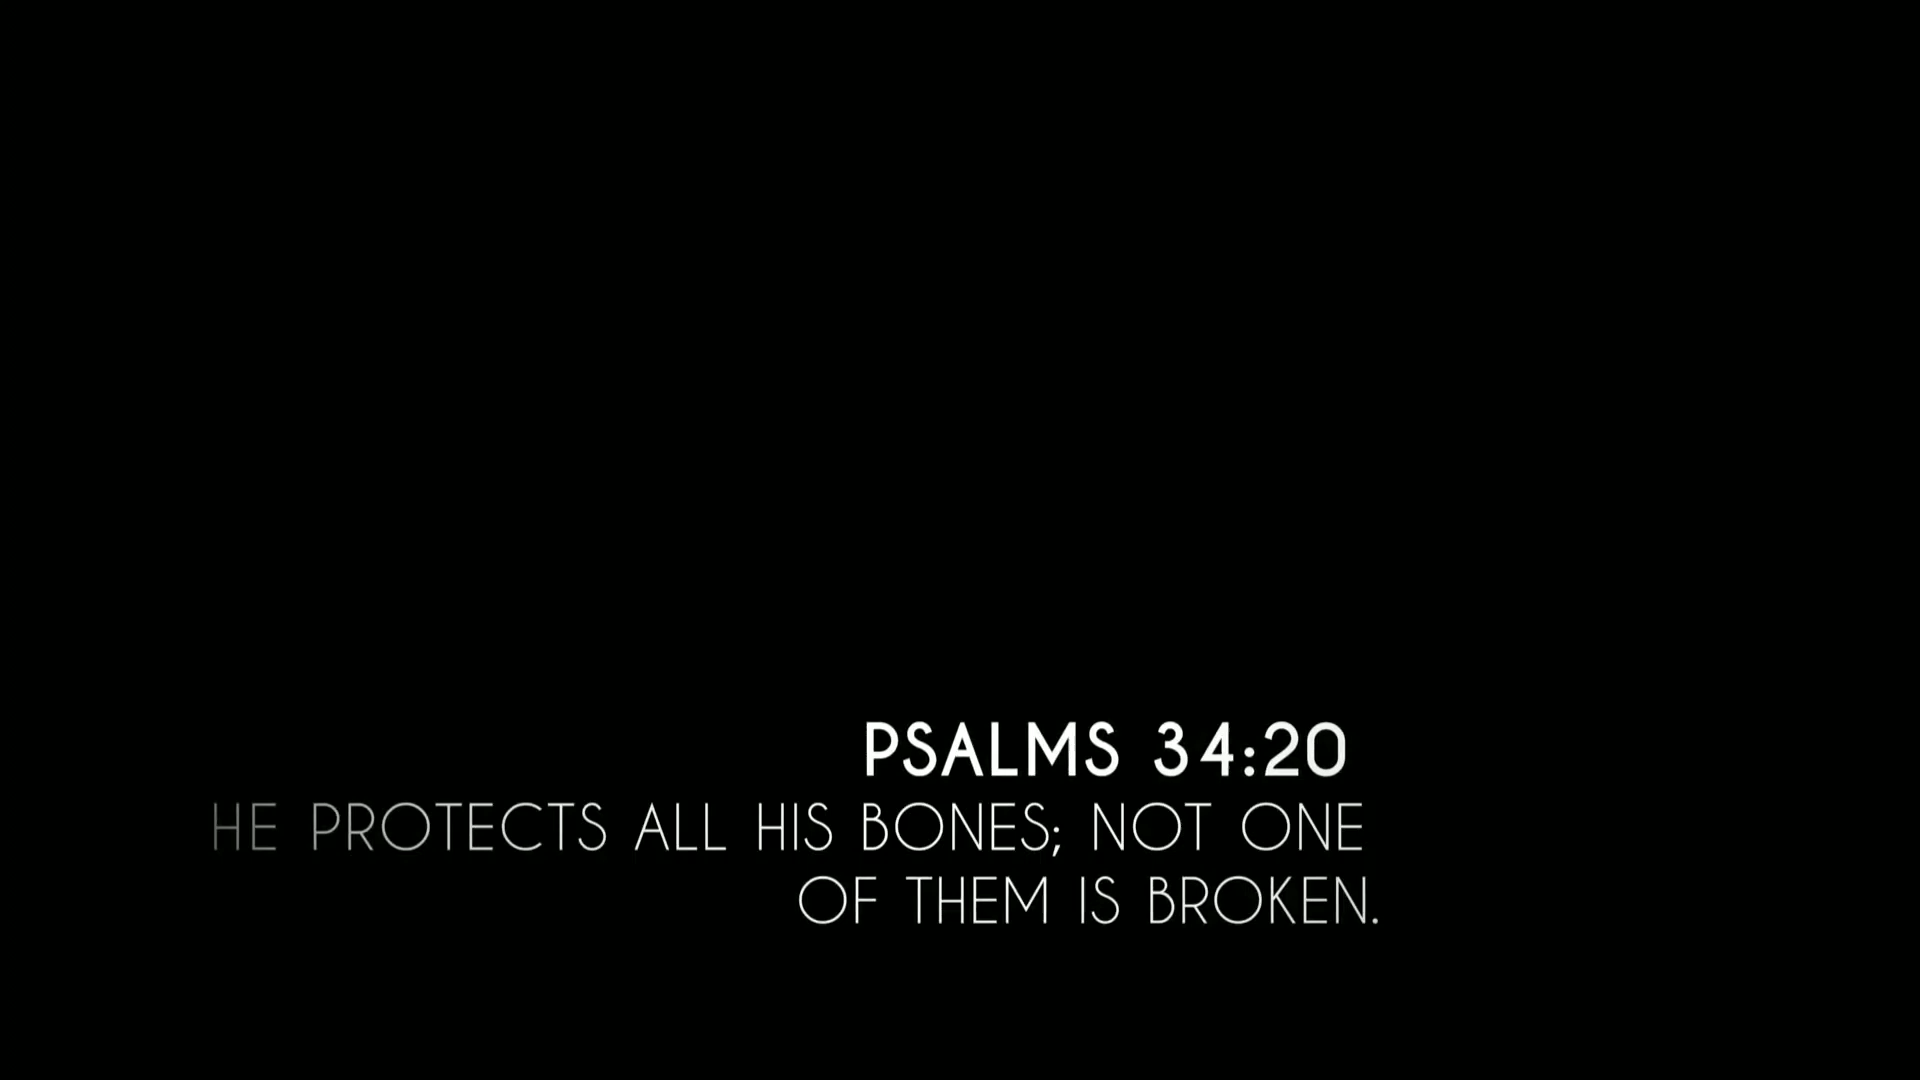 PSALMS 34:20
HE PROTECTS ALL HIS BONES; NOT ONE
OF THEM IS BROKEN.